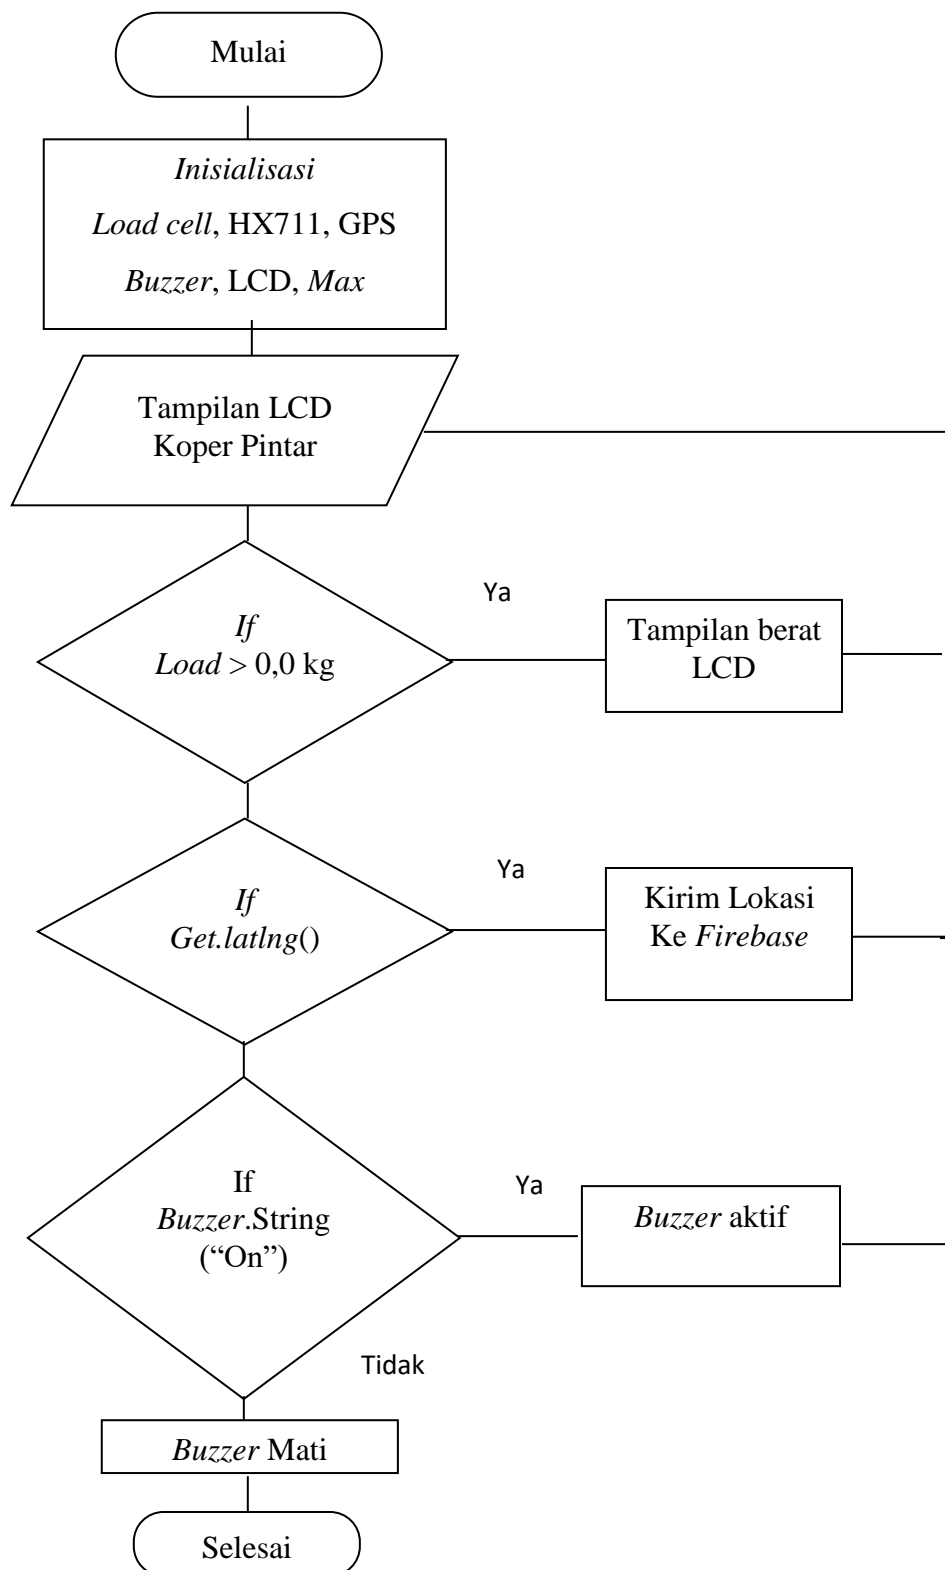 Mulai
Inisialisasi
Load cell, HX711, GPS
Buzzer, LCD, Max
Tampilan LCD
Koper Pintar
If
Load > 0,0 kg
Ya
Tampilan berat
LCD
If
Get.latlng()
Ya
Kirim Lokasi
Ke Firebase
If
Buzzer.String
(“On”)
Ya
Buzzer aktif
Tidak
Buzzer Mati
Selesai